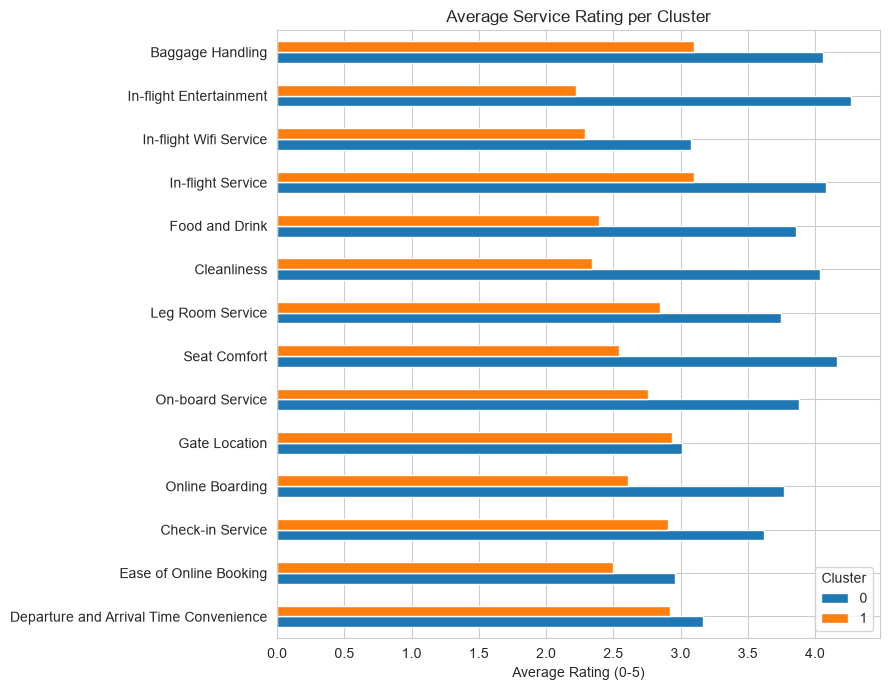 Average Service Rating per Cluster
Baggage Handling
In-flight Entertainment
In-flight Wifi Service
In-flight Service
Food and Drink
Cleanliness
Leg Room Service
Seat Comfort
On-board Service
Gate Location
Online Boarding
Check-in Service
Ease of Online Booking
Departure and Arrival Time Convenience
Cluster
0
1
0.0 0.5 1.0 1.5 2.0 2.5 3.0 3.5 4.0
Average Rating (0-5)